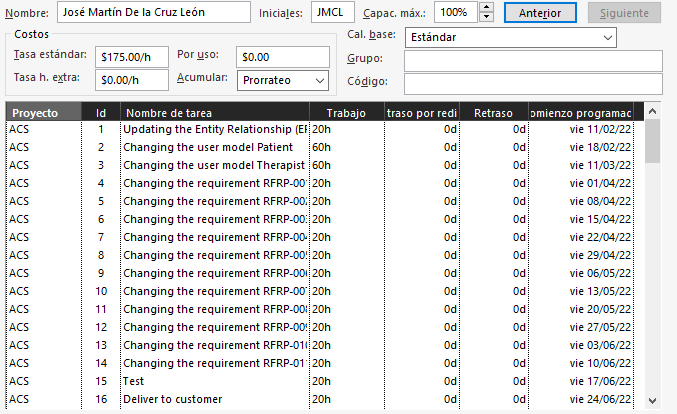 Nombre: José Martín De la Cruz León Iniciales: JMCL Capac. máx.: 100% Anterior Siguiente
Costos
Tasa estándar: $175.00/h Por uso: $0.00
Tasa h. extra: $0.00/h Acumular: Prorrateo
Cal. base: Estándar
Grupo:
Código:
Proyecto Id Nombre de tarea Trabajo traso por redi Retraso omienzo programac
ACS 1 Updating the Entity Relationship (EF 20h 0d 0d vie 11/02/22
ACS 2 Changing the user model Patient 60h 0d 0d vie 18/02/22
ACS 3 Changing the user model Therapist 60h 0d 0d vie 11/03/22
ACS 4 Changing the requirement RFRP-001 20h 0d 0d vie 01/04/22
ACS 5 Changing the requirement RFRP-002 20h 0d 0d vie 08/04/22
ACS 6 Changing the requirement RFRP-003 20h 0d 0d vie 15/04/22
ACS 7 Changing the requirement RFRP-004 20h 0d 0d vie 22/04/22
ACS 8 Changing the requirement RFRP-005 20h 0d 0d vie 29/04/22
ACS 9 Changing the requirement RFRP-006 20h 0d 0d vie 06/05/22
ACS 10 Changing the requirement RFRP-007 20h 0d 0d vie 13/05/22
ACS 11 Changing the requirement RFRP-008 20h 0d 0d vie 20/05/22
ACS 12 Changing the requirement RFRP-009 20h 0d 0d vie 27/05/22
ACS 13 Changing the requirement RFRP-010 20h 0d 0d vie 03/06/22
ACS 14 Changing the requirement RFRP-011 20h 0d 0d vie 10/06/22
ACS 15 Test 20h 0d 0d vie 17/06/22
ACS 16 Deliver to customer 20h 0d 0d vie 24/06/22